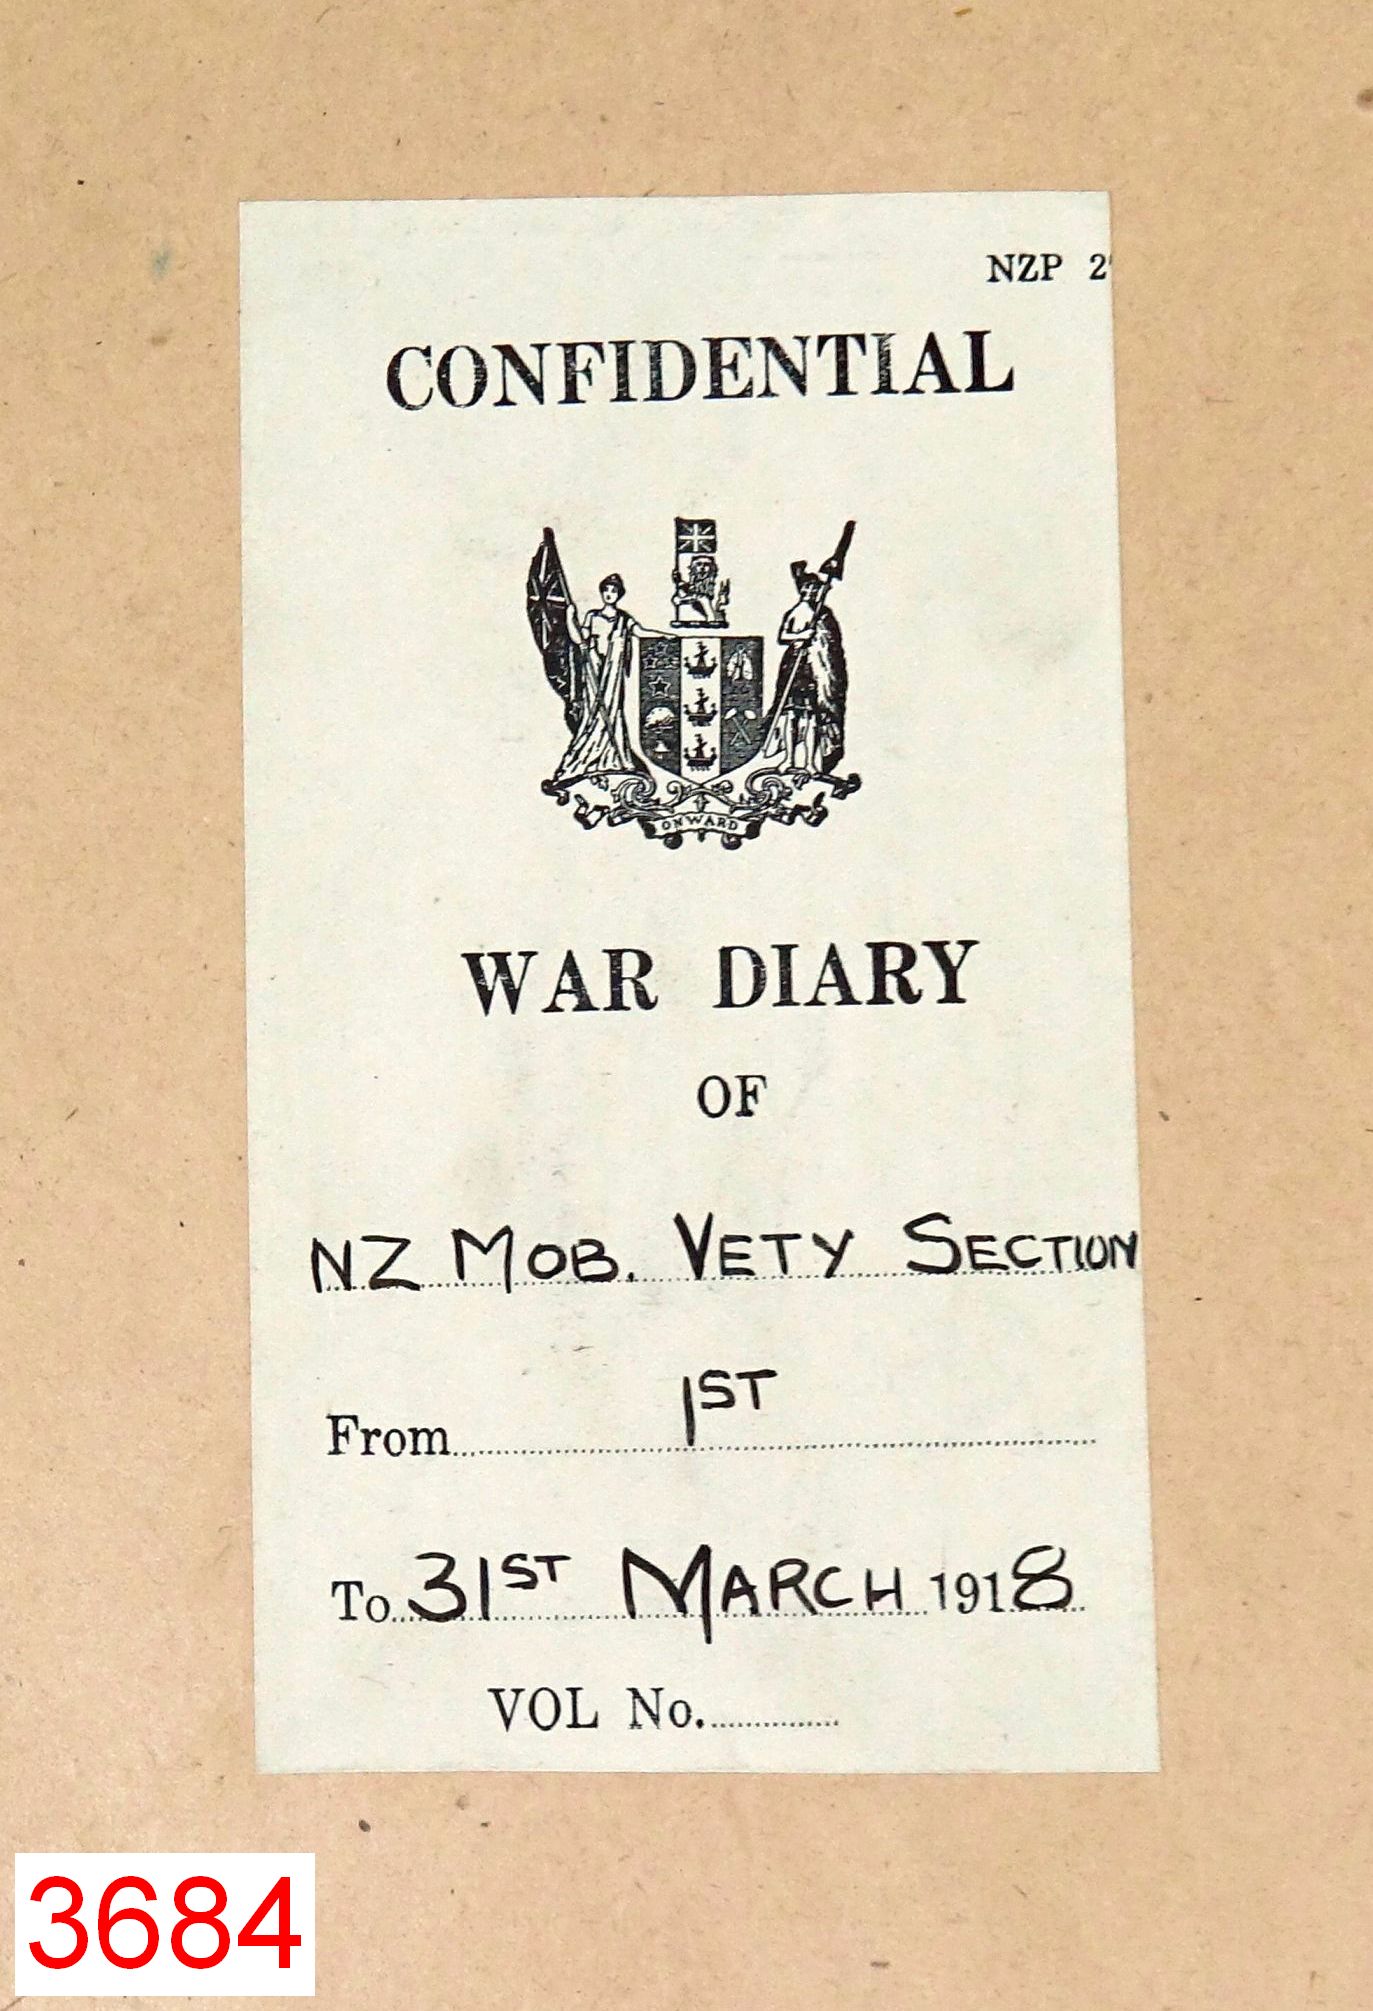 NZP 2
CONFIDENTIAL
ONWARD
WAR DIARY
OF
NZ MOB. VETY SECTION
From 1ST
To 31ST MARCH 1918
VOL No.
3684